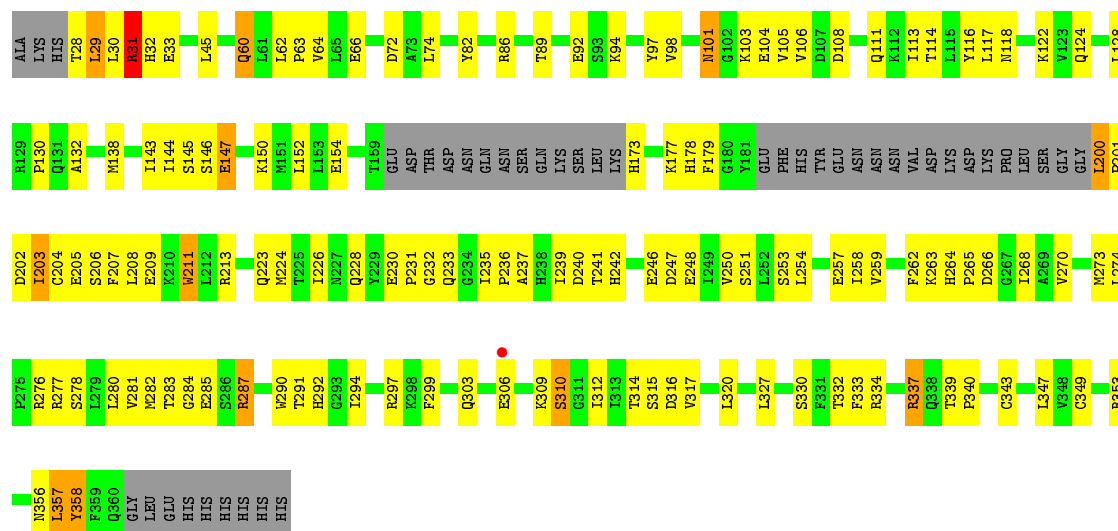 ALA LYS HIS T28 L29 L30 R31 H32 E33 L45 Q60 L61 L62 P63 V64 L65 E66 D72 A73 L74 Y82 R86 T89 E92 S93 K94 Y97 V98 N101 G102 K103 E104 V105 V106 D107 D108 Q111 K112 I113 T114 L115 Y116 L117 N118 K122 V123 Q124 L128
R129 P130 Q131 A132 M138 I143 I144 S145 S146 E147 K150 M151 L152 L153 E154 T159 GLU ASP THR ASP ASN GLN ASN SER GLN LYS SER LEU LYS H173 K177 H178 F179 G180 Y181 GLU PHE HIS TYR GLU ASN ASN ASN VAL ASP LYS ASP LYS PRO LEU SER GLY GLY L200
D202 I203 C204 E205 S206 F207 L208 E209 K210 W211 L212 R213 Q223 M224 T225 I226 N227 Q228 Y229 E230 P231 G232 Q233 G234 I235 P236 A237 H238 I239 D240 T241 H242 E246 D247 E248 I249 V250 S251 L252 S253 L254 E257 I258 V259 F262 K263 H264 P265 D266 G267 I268 A269 V270 M273 L274
P275 R276 R277 S278 L279 L280 V281 M282 T283 G284 E285 S286 R287 W290 T291 H292 G293 I294 R297 K298 F299 Q303 E306 K309 S310 G311 I312 I313 T314 S315 D316 V317 L320 L327 S330 F331 T332 F333 R334 R337 Q338 T339 P340 C343 L347 V348 C349
N356 L357 Y358 F359 Q360 GLY LEU GLU HIS HIS HIS HIS HIS HIS